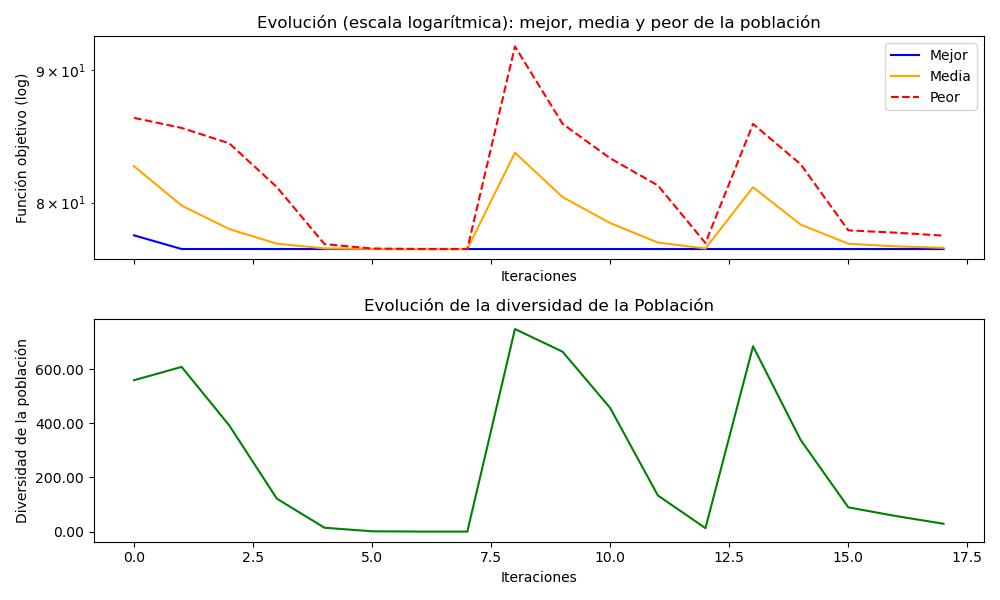 Evolución (escala logarítmica): mejor, media y peor de la población
Función objetivo (log)
9 × 10¹
8 × 10¹
Mejor
Media
Peor
Iteraciones
Evolución de la diversidad de la Población
Diversidad de la población
600.00
400.00
200.00
0.00
0.0 2.5 5.0 7.5 10.0 12.5 15.0 17.5
Iteraciones